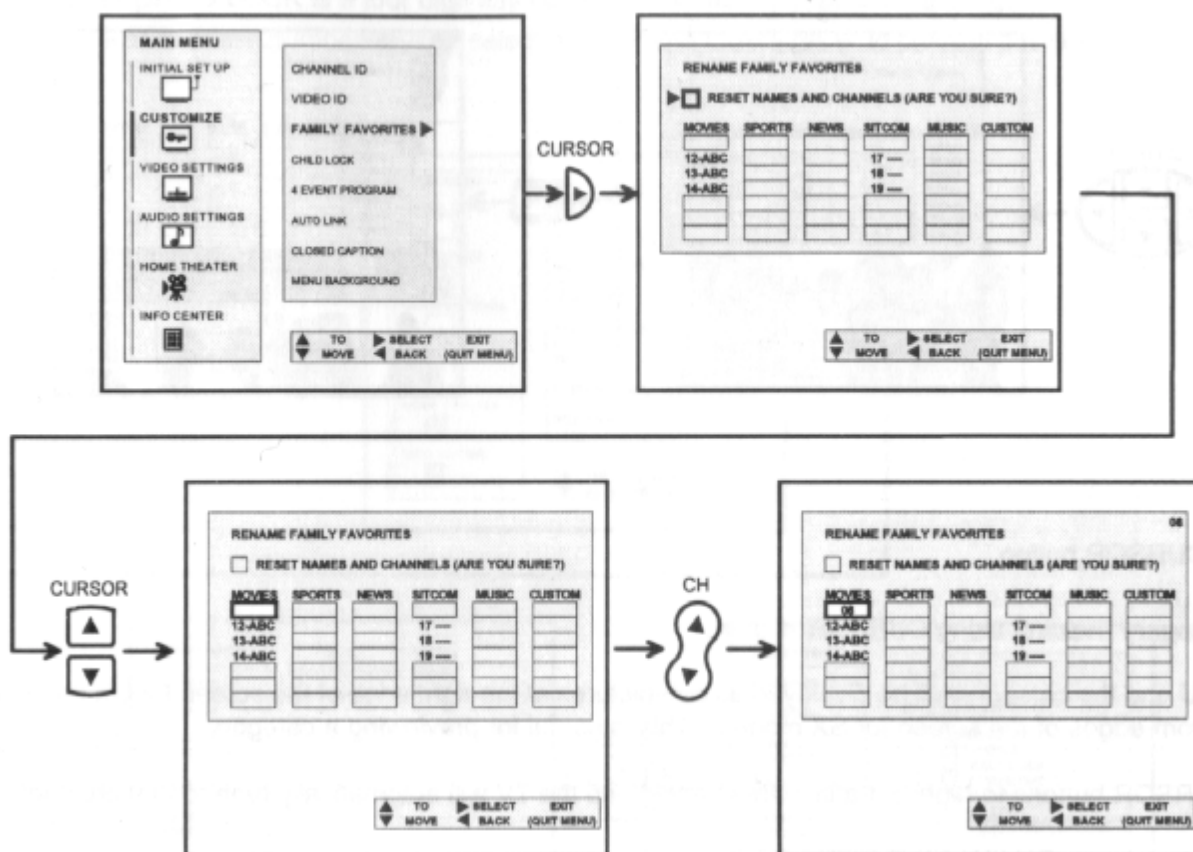 MAIN MENU
INITIAL SET UP
CUSTOMIZE
VIDEO SETTINGS
AUDIO SETTINGS
HOME THEATER
INFO CENTER
CHANNEL ID
VIDEO ID
FAMILY FAVORITES
CHILD LOCK
4 EVENT PROGRAM
AUTO LINK
CLOSED CAPTION
MENU BACKGROUND
TO MOVE SELECT BACK EXIT (QUIT MENU)
CURSOR
RENAME FAMILY FAVORITES
RESET NAMES AND CHANNELS (ARE YOU SURE?)
MOVIES SPORTS NEWS SITCOM MUSIC CUSTOM
12-ABC 17 ----
13-ABC 18 ----
14-ABC 19 ----
TO MOVE SELECT BACK EXIT (QUIT MENU)
CURSOR
RENAME FAMILY FAVORITES
RESET NAMES AND CHANNELS (ARE YOU SURE?)
MOVIES SPORTS NEWS SITCOM MUSIC CUSTOM
12-ABC 17 ----
13-ABC 18 ----
14-ABC 19 ----
TO MOVE SELECT BACK EXIT (QUIT MENU)
CH
06
RENAME FAMILY FAVORITES
RESET NAMES AND CHANNELS (ARE YOU SURE?)
MOVIES SPORTS NEWS SITCOM MUSIC CUSTOM
06
12-ABC 17 ----
13-ABC 18 ----
14-ABC 19 ----
TO MOVE SELECT BACK EXIT (QUIT MENU)